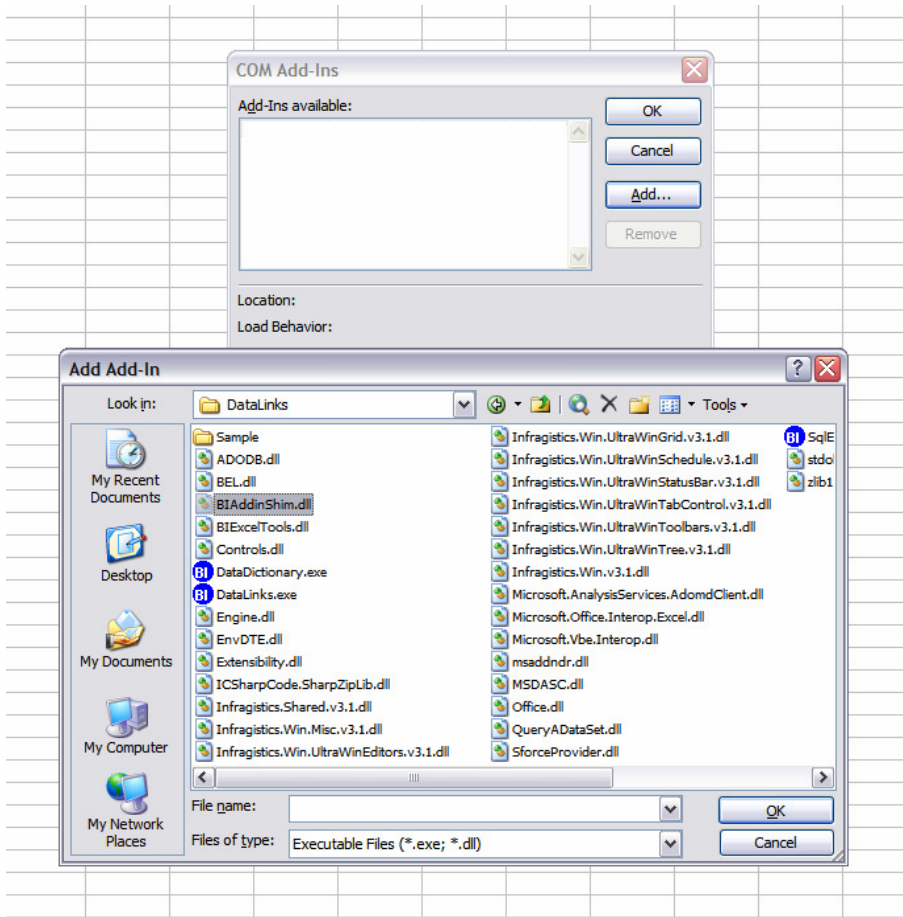 COM Add-Ins
Add-Ins available:
OK
Cancel
Add...
Remove
Location:
Load Behavior:
Add Add-In
Look in:
DataLinks
Tools
My Recent
Documents
Desktop
My Documents
My Computer
My Network
Places
Sample
ADODB.dll
BEL.dll
BIAddinShim.dll
BIExcelTools.dll
Controls.dll
BI DataDictionary.exe
BI DataLinks.exe
Engine.dll
EnvDTE.dll
Extensibility.dll
ICSharpCode.SharpZipLib.dll
Infragistics.Shared.v3.1.dll
Infragistics.Win.Misc.v3.1.dll
Infragistics.Win.UltraWinEditors.v3.1.dll
Infragistics.Win.UltraWinGrid.v3.1.dll
Infragistics.Win.UltraWinSchedule.v3.1.dll
Infragistics.Win.UltraWinStatusBar.v3.1.dll
Infragistics.Win.UltraWinTabControl.v3.1.dll
Infragistics.Win.UltraWinToolbars.v3.1.dll
Infragistics.Win.UltraWinTree.v3.1.dll
Infragistics.Win.v3.1.dll
Microsoft.AnalysisServices.AdomdClient.dll
Microsoft.Office.Interop.Excel.dll
Microsoft.Vbe.Interop.dll
msaddndr.dll
MSDASC.dll
Office.dll
QueryADataSet.dll
SforceProvider.dll
BI SqlE
stdol
zlib1
File name:
OK
Files of type:
Executable Files (*.exe; *.dll)
Cancel